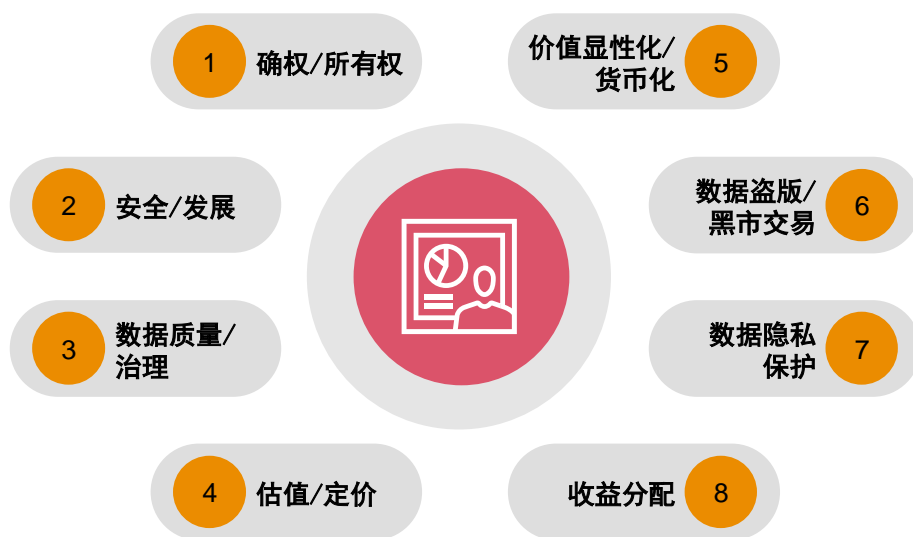 1
确权/所有权
2
安全/发展
3
数据质量/
治理
4
估值/定价
价值显性化/
货币化
5
数据盗版/
黑市交易
6
数据隐私
保护
7
收益分配
8